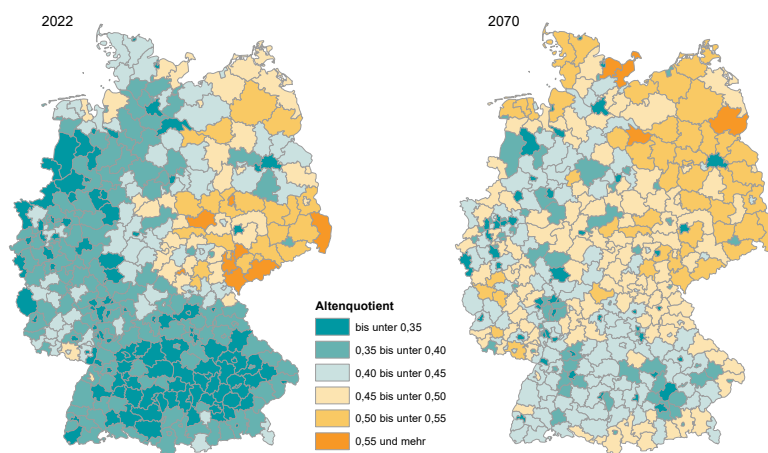 2022
2070
Altenquotient
bis unter 0,35
0,35 bis unter 0,40
0,40 bis unter 0,45
0,45 bis unter 0,50
0,50 bis unter 0,55
0,55 und mehr